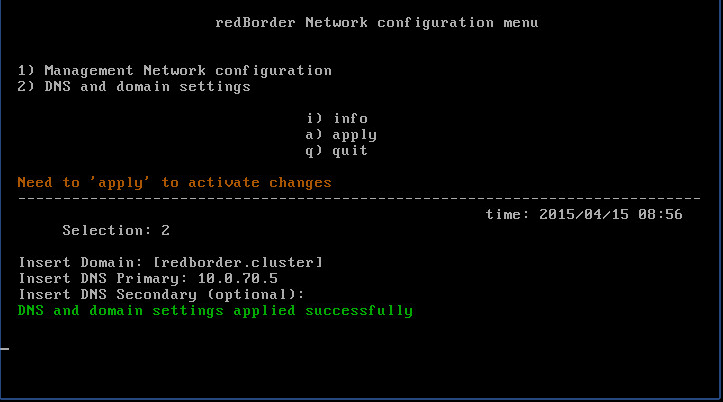 redBorder Network configuration menu
1) Management Network configuration
2) DNS and domain settings
i) info
a) apply
q) quit
Need to 'apply' to activate changes
--------------------------------------------------------------------------------
time: 2015/04/15 08:56
Selection: 2
Insert Domain: [redborder.cluster]
Insert DNS Primary: 10.0.70.5
Insert DNS Secondary (optional):
DNS and domain settings applied successfully